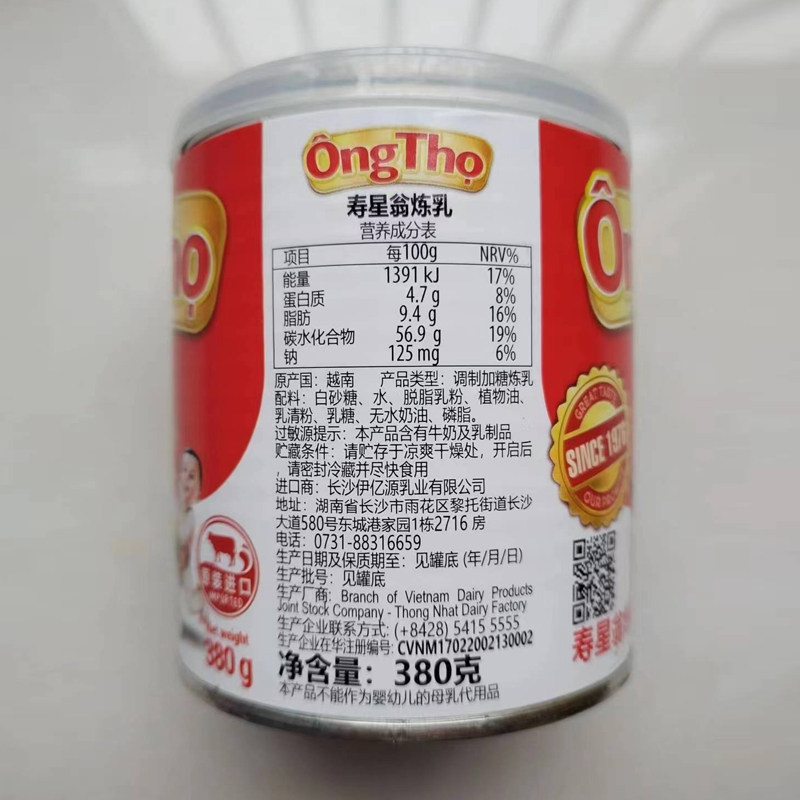 ÔngThọ
寿星翁炼乳
营养成分表
项目 每100g NRV%
能量 1391 kJ 17%
蛋白质 4.7 g 8%
脂肪 9.4 g 16%
碳水化合物 56.9 g 19%
钠 125 mg 6%
原产国：越南 产品类型：调制加糖炼乳
配料：白砂糖、水、脱脂乳粉、植物油、
乳清粉、乳糖、无水奶油、磷脂。
过敏源提示：本产品含有牛奶及乳制品
贮藏条件：请贮存于凉爽干燥处，开启后
，请密封冷藏并尽快食用
进口商：长沙伊亿源乳业有限公司
地址：湖南省长沙市雨花区黎托街道长沙
大道580号东城港家园1栋2716 房
电话：0731-88316659
生产日期及保质期至：见罐底 (年/月/日)
生产批号：见罐底
生产厂商: Branch of Vietnam Dairy Products
Joint Stock Company - Thong Nhat Dairy Factory
生产企业联系方式: (+8428) 5415 5555
生产企业在华注册编号: CVNM17022002130002
净含量：380克
本产品不能作为婴幼儿的母乳代用品
họ
原装进口
IMPORTED
weight
380 g
Ôn
GREAT TASTE
SINCE 1976
OUR PRO
寿星翁